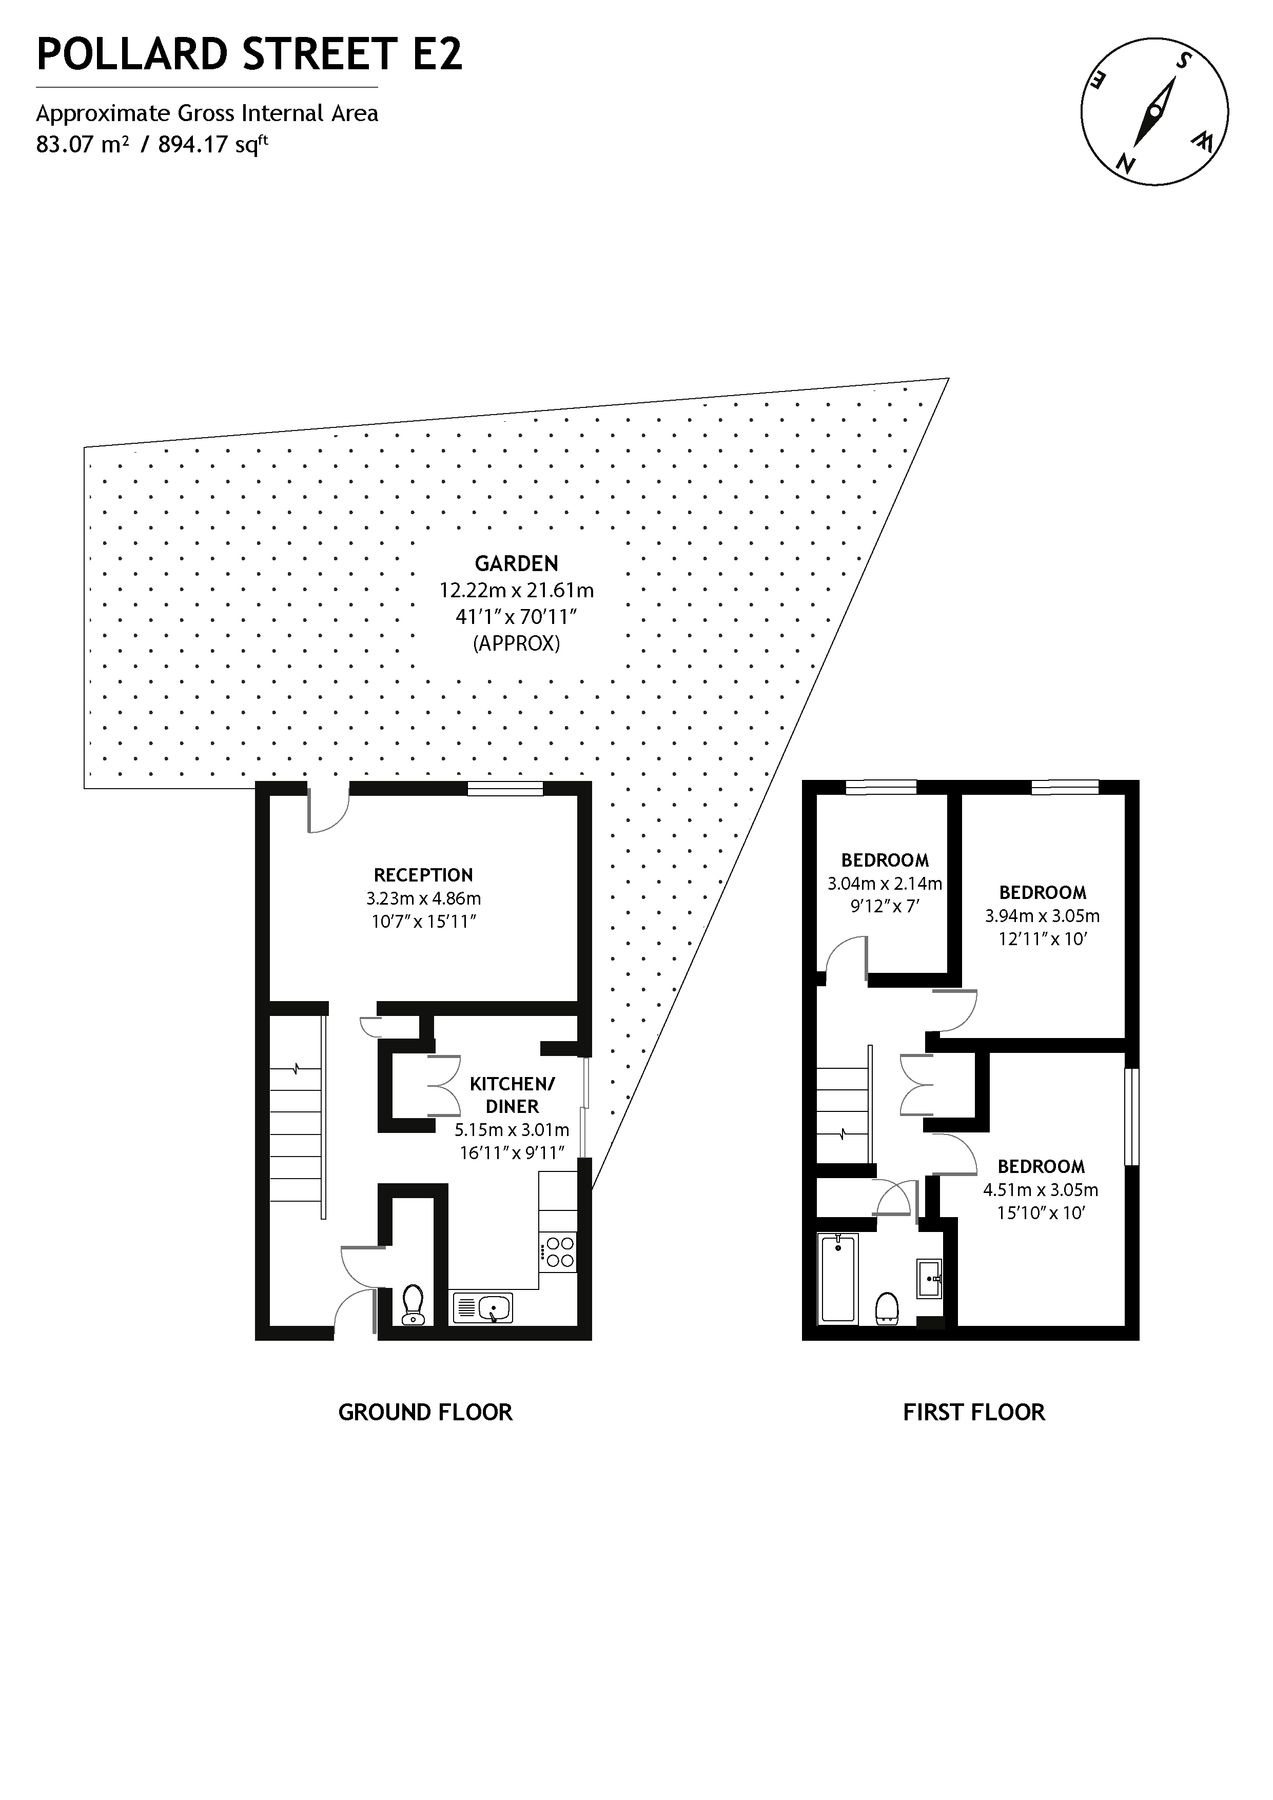 POLLARD STREET E2
Approximate Gross Internal Area
83.07 m² / 894.17 sqft
S
E
W
N
GARDEN
12.22m x 21.61m
41'1" x 70'11"
(APPROX)
RECEPTION
3.23m x 4.86m
10'7" x 15'11"
KITCHEN/
DINER
5.15m x 3.01m
16'11" x 9'11"
GROUND FLOOR
BEDROOM
3.04m x 2.14m
9'12" x 7'
BEDROOM
3.94m x 3.05m
12'11" x 10'
BEDROOM
4.51m x 3.05m
15'10" x 10'
FIRST FLOOR